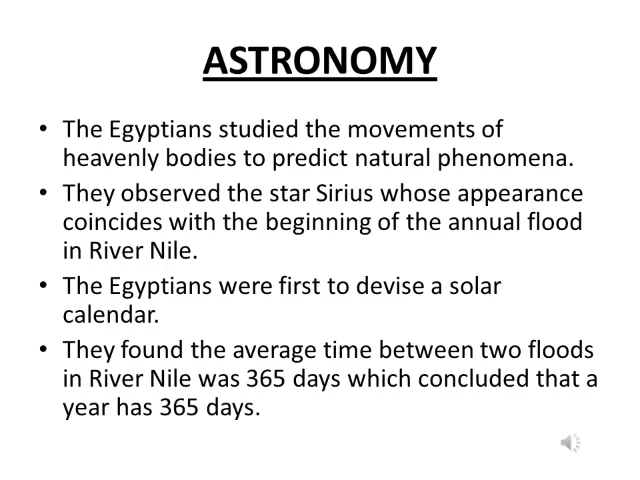 ASTRONOMY
• The Egyptians studied the movements of
heavenly bodies to predict natural phenomena.
• They observed the star Sirius whose appearance
coincides with the beginning of the annual flood
in River Nile.
• The Egyptians were first to devise a solar
calendar.
• They found the average time between two floods
in River Nile was 365 days which concluded that a
year has 365 days.